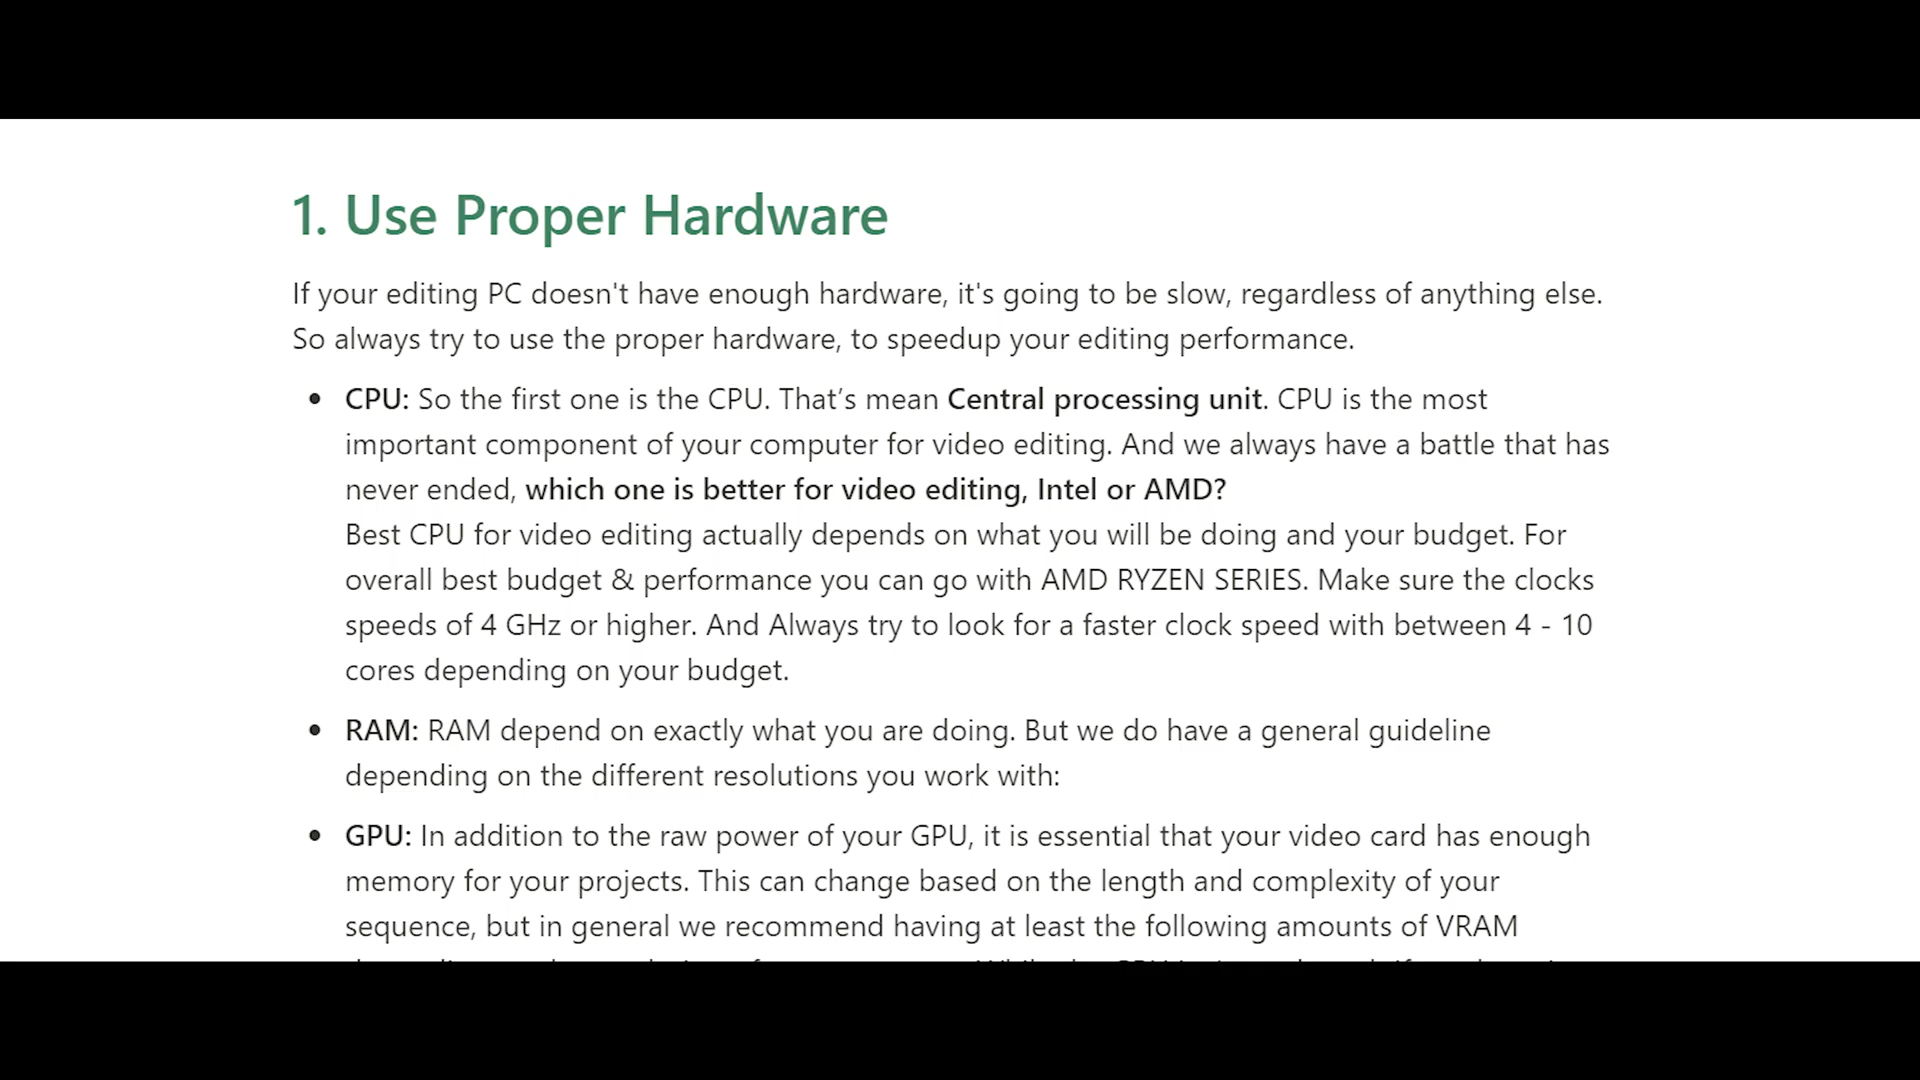 1. Use Proper Hardware
If your editing PC doesn't have enough hardware, it's going to be slow, regardless of anything else.
So always try to use the proper hardware, to speedup your editing performance.
• CPU: So the first one is the CPU. That’s mean Central processing unit. CPU is the most
important component of your computer for video editing. And we always have a battle that has
never ended, which one is better for video editing, Intel or AMD?
Best CPU for video editing actually depends on what you will be doing and your budget. For
overall best budget & performance you can go with AMD RYZEN SERIES. Make sure the clocks
speeds of 4 GHz or higher. And Always try to look for a faster clock speed with between 4 - 10
cores depending on your budget.
• RAM: RAM depend on exactly what you are doing. But we do have a general guideline
depending on the different resolutions you work with:
• GPU: In addition to the raw power of your GPU, it is essential that your video card has enough
memory for your projects. This can change based on the length and complexity of your
sequence, but in general we recommend having at least the following amounts of VRAM